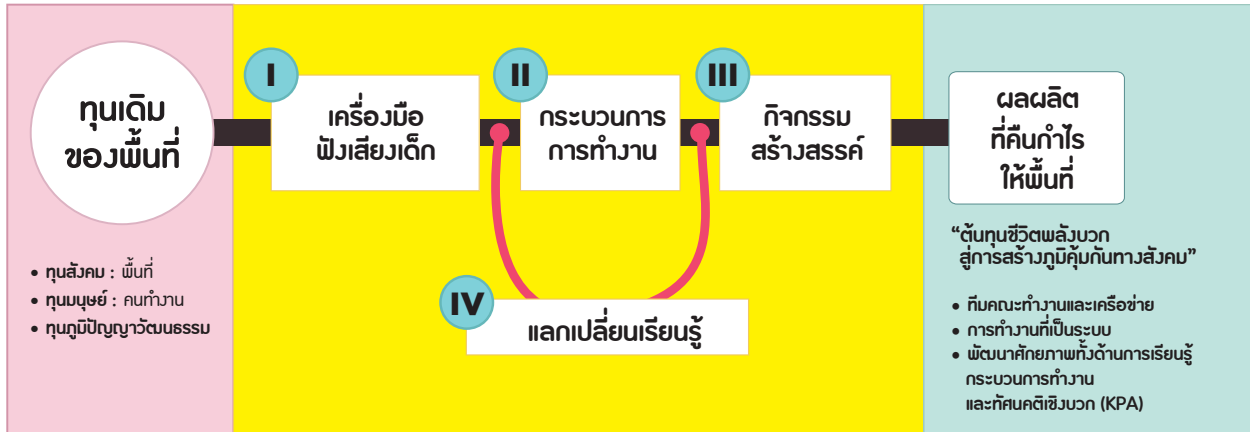 ทุนเดิม
ของพื้นที่
• ทุนสังคม : พื้นที่
• ทุนมนุษย์ : คนทำงาน
• ทุนภูมิปัญญาวัฒนธรรม
I
เครื่องมือ
ฟังเสียงเด็ก
II
กระบวนการ
การทำงาน
III
กิจกรรม
สร้างสรรค์
IV
แลกเปลี่ยนเรียนรู้
ผลผลิต
ที่คืนกำไร
ให้พื้นที่
“ต้นทุนชีวิตพลังบวก
สู่การสร้างภูมิคุ้มกันทางสังคม”
• ทีมคณะทำงานและเครือข่าย
• การทำงานที่เป็นระบบ
• พัฒนาศักยภาพทั้งด้านการเรียนรู้
กระบวนการทำงาน
และทัศนคติเชิงบวก (KPA)